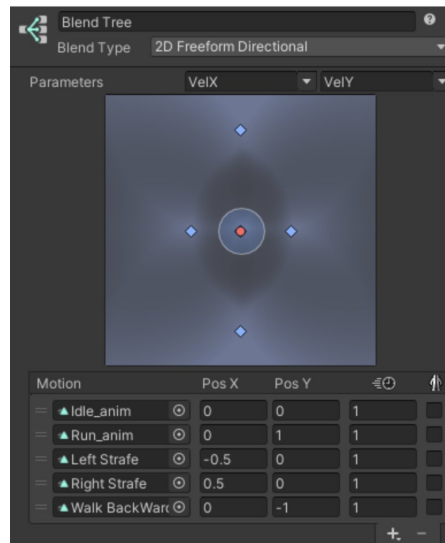 Blend Tree
Blend Type 2D Freeform Directional
Parameters VelX VelY
Motion Pos X Pos Y
Idle_anim 0 0 1
Run_anim 0 1 1
Left Strafe -0.5 0 1
Right Strafe 0.5 0 1
Walk BackWard 0 -1 1
+ -